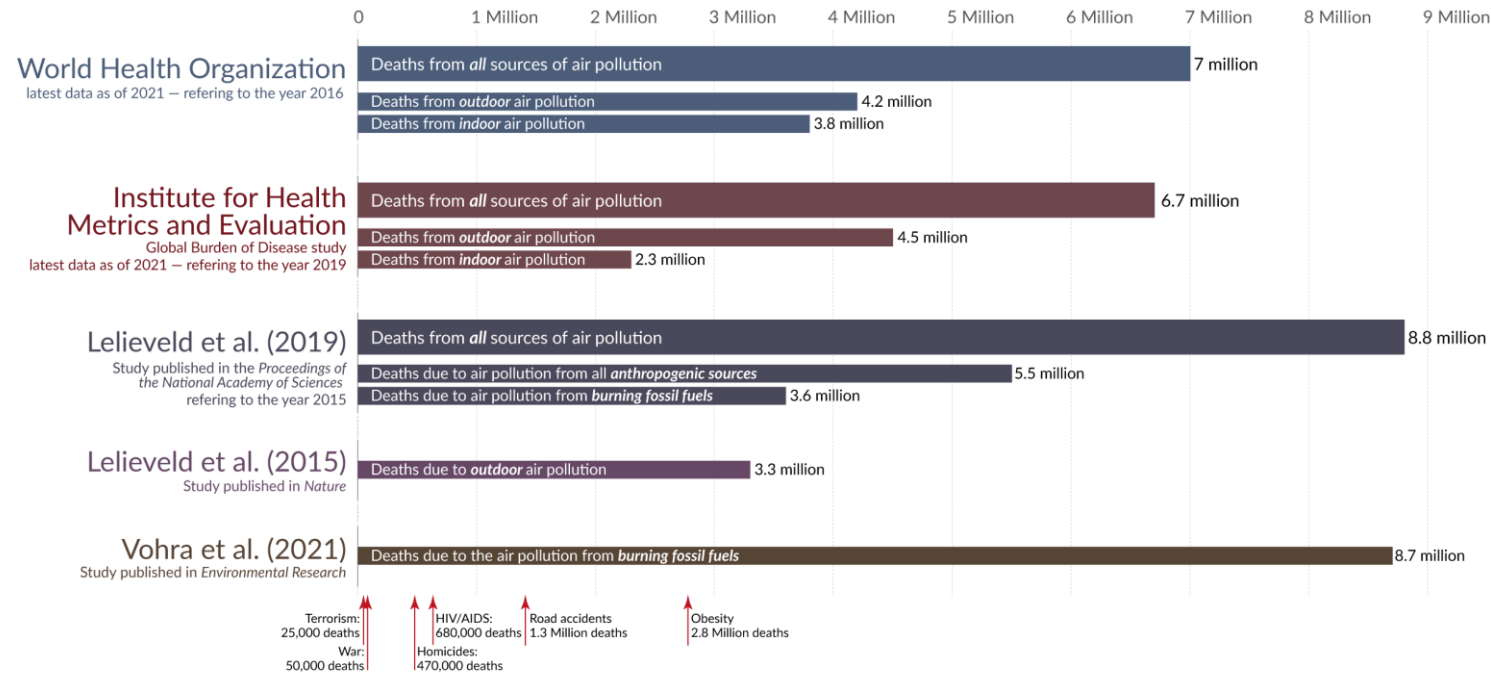 0 1 Million 2 Million 3 Million 4 Million 5 Million 6 Million 7 Million 8 Million 9 Million
World Health Organization
latest data as of 2021 — refering to the year 2016
Deaths from all sources of air pollution 7 million
Deaths from outdoor air pollution 4.2 million
Deaths from indoor air pollution 3.8 million
Institute for Health
Metrics and Evaluation
Global Burden of Disease study
latest data as of 2021 — refering to the year 2019
Deaths from all sources of air pollution 6.7 million
Deaths from outdoor air pollution 4.5 million
Deaths from indoor air pollution 2.3 million
Lelieveld et al. (2019)
Study published in the Proceedings of
the National Academy of Sciences
refering to the year 2015
Deaths from all sources of air pollution 8.8 million
Deaths due to air pollution from all anthropogenic sources 5.5 million
Deaths due to air pollution from burning fossil fuels 3.6 million
Lelieveld et al. (2015)
Study published in Nature
Deaths due to outdoor air pollution 3.3 million
Vohra et al. (2021)
Study published in Environmental Research
Deaths due to the air pollution from burning fossil fuels 8.7 million
Terrorism:
25,000 deaths
War:
50,000 deaths
Homicides:
470,000 deaths
HIV/AIDS:
680,000 deaths
Road accidents
1.3 Million deaths
Obesity
2.8 Million deaths